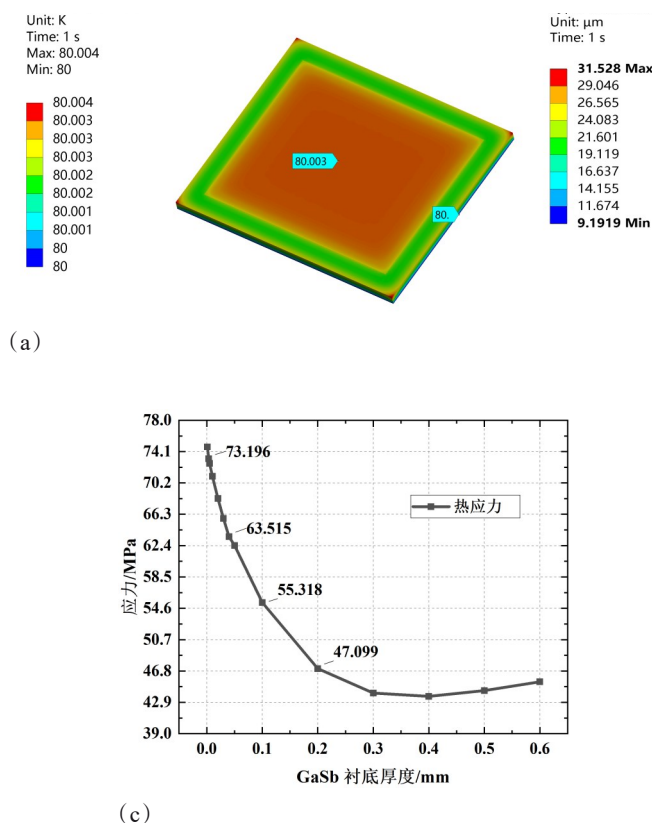 Unit: K
Time: 1 s
Max: 80.004
Min: 80
80.004
80.003
80.003
80.003
80.002
80.002
80.001
80.001
80
80
80.003
80.
Unit: µm
Time: 1 s
31.528 Max
29.046
26.565
24.083
21.601
19.119
16.637
14.155
11.674
9.1919 Min
(a)
78.0
74.1
70.2
66.3
62.4
58.5
54.6
50.7
46.8
42.9
39.0
应力/MPa
73.196
63.515
55.318
47.099
热应力
0.0 0.1 0.2 0.3 0.4 0.5 0.6
GaSb 衬底厚度/mm
(c)